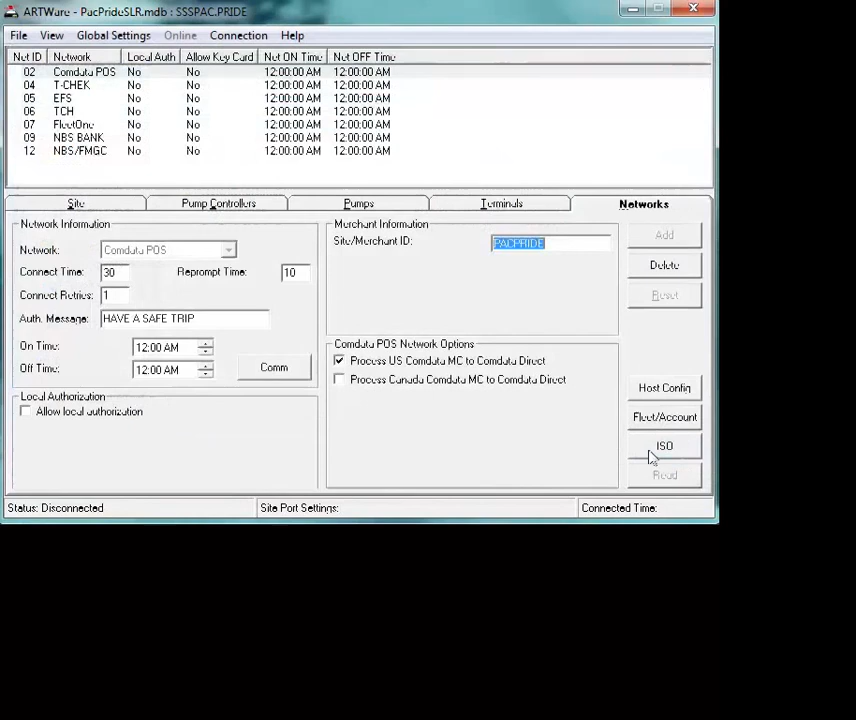 ARTWare - PacPrideSLR.mdb : SSSPAC.PRIDE
File View Global Settings Online Connection Help
Net ID Network Local Auth Allow Key Card Net ON Time Net OFF Time
02 Comdata POS No No 12:00:00 AM 12:00:00 AM
04 T-CHEK No No 12:00:00 AM 12:00:00 AM
05 EFS No No 12:00:00 AM 12:00:00 AM
06 TCH No No 12:00:00 AM 12:00:00 AM
07 FleetOne No No 12:00:00 AM 12:00:00 AM
09 NBS BANK No No 12:00:00 AM 12:00:00 AM
12 NBS/FMGC No No 12:00:00 AM 12:00:00 AM
Site Pump Controllers Pumps Terminals Networks
Network Information
Network: Comdata POS
Connect Time: 30 Reprompt Time: 10
Connect Retries: 1
Auth. Message: HAVE A SAFE TRIP
On Time: 12:00 AM
Off Time: 12:00 AM
Comm
Local Authorization
Allow local authorization
Merchant Information
Site/Merchant ID: PACPRIDE
Comdata POS Network Options
Process US Comdata MC to Comdata Direct
Process Canada Comdata MC to Comdata Direct
Add
Delete
Reset
Host Config
Fleet/Account
ISO
Read
Status: Disconnected Site Port Settings: Connected Time: